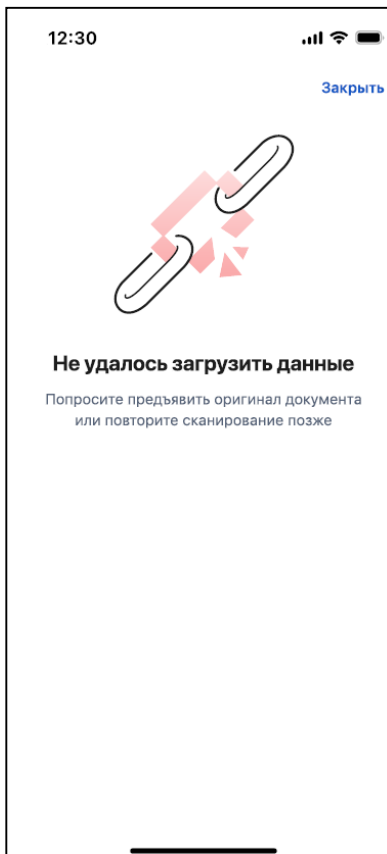 12:30
Закрыть
Не удалось загрузить данные
Попросите предъявить оригинал документа
или повторите сканирование позже